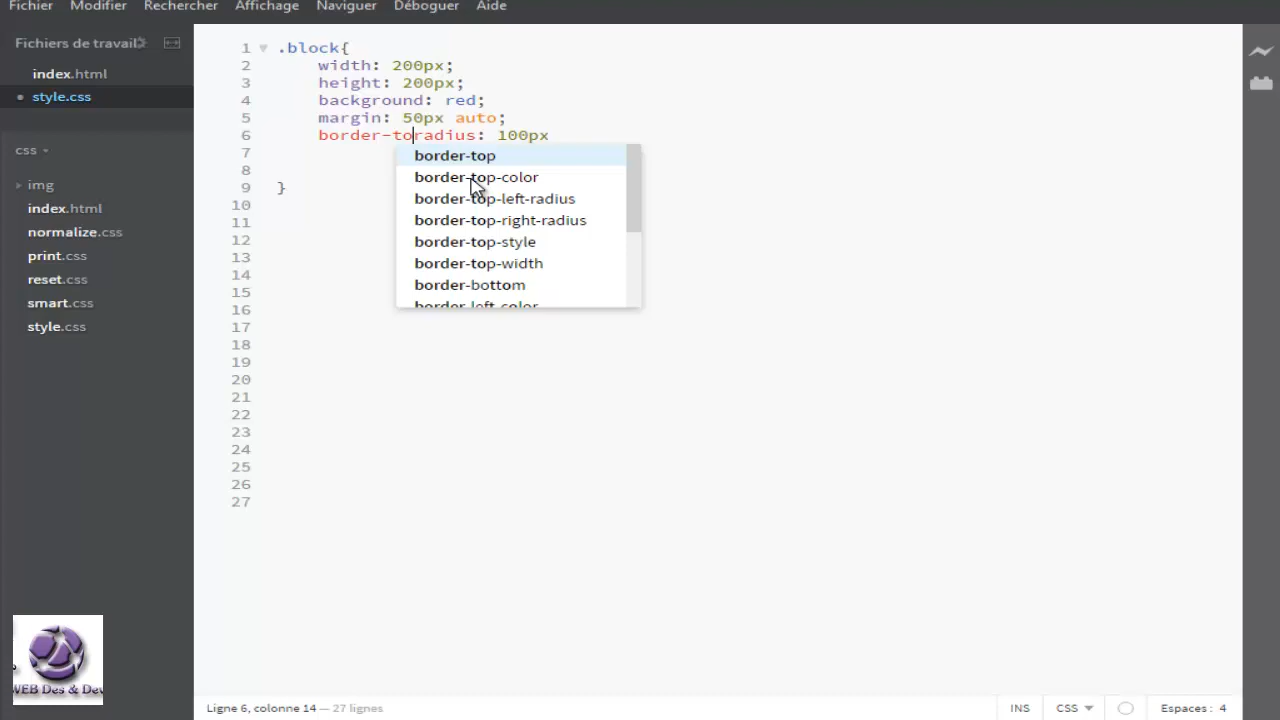 Fichier Modifier Rechercher Affichage Naviguer Déboguer Aide
Fichiers de travail
index.html
style.css
css
img
index.html
normalize.css
print.css
reset.css
smart.css
style.css
1 .block{
2 width: 200px;
3 height: 200px;
4 background: red;
5 margin: 50px auto;
6 border-toradius: 100px
7
8
9 }
10
11
12
13
14
15
16
17
18
19
20
21
22
23
24
25
26
27
border-top
border-top-color
border-top-left-radius
border-top-right-radius
border-top-style
border-top-width
border-bottom
border-left-color
WEB Des & Dev
Ligne 6, colonne 14 — 27 lignes
INS CSS Espaces : 4